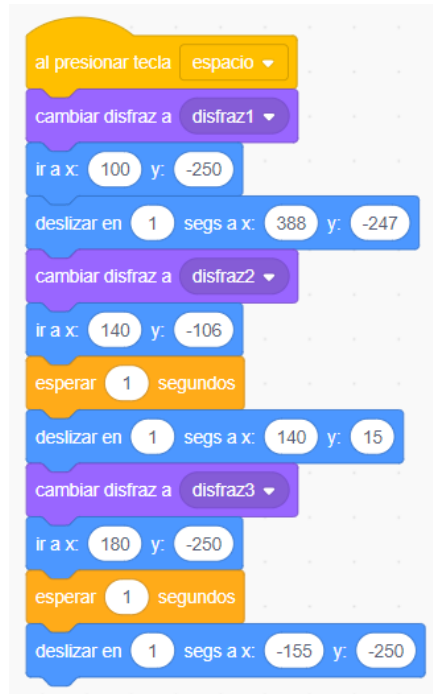 al presionar tecla espacio
cambiar disfraz a disfraz1
ir a x: 100 y: -250
deslizar en 1 segs a x: 388 y: -247
cambiar disfraz a disfraz2
ir a x: 140 y: -106
esperar 1 segundos
deslizar en 1 segs a x: 140 y: 15
cambiar disfraz a disfraz3
ir a x: 180 y: -250
esperar 1 segundos
deslizar en 1 segs a x: -155 y: -250